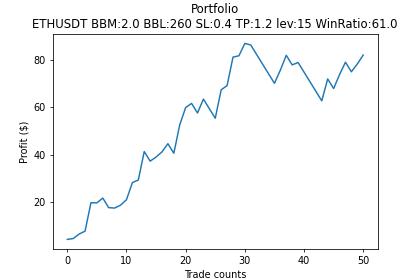 Portfolio
ETHUSDT BBM:2.0 BBL:260 SL:0.4 TP:1.2 lev:15 WinRatio:61.0
80
60
40
20
Profit ($)
0 10 20 30 40 50
Trade counts